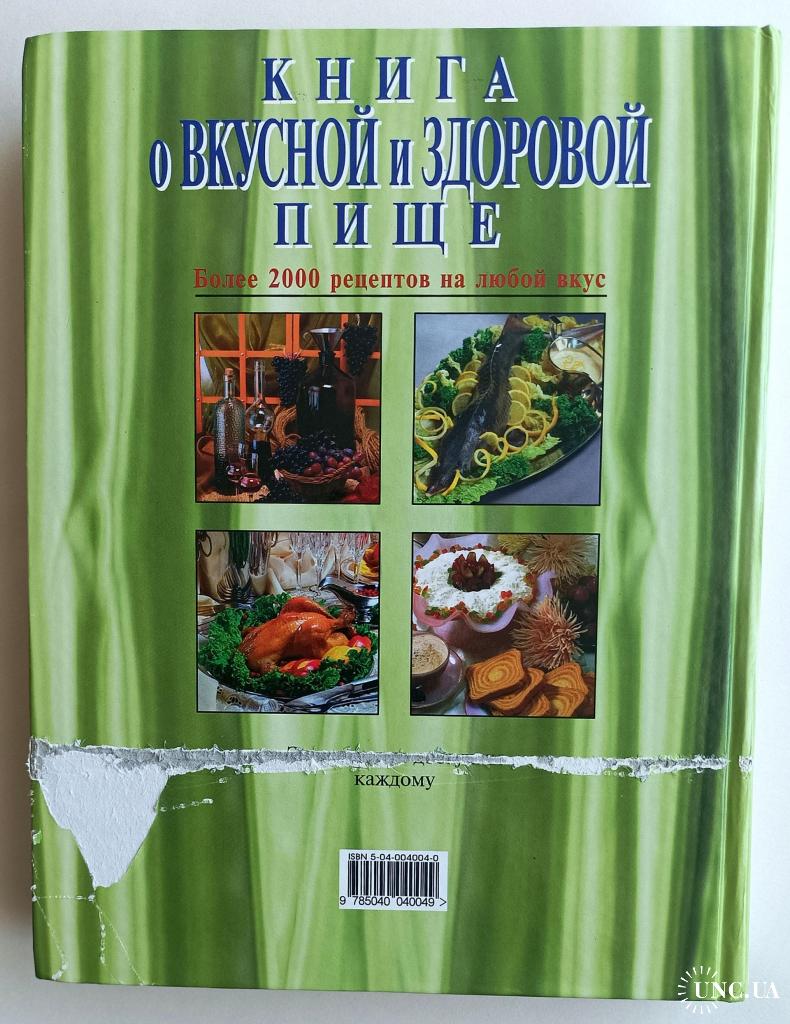 КНИГА
о ВКУСНОЙ и ЗДОРОВОЙ
ПИЩЕ
Более 2000 рецептов на любой вкус
каждому
ISBN 5-04-004004-0
9 785040 040049 >
UNC.UA